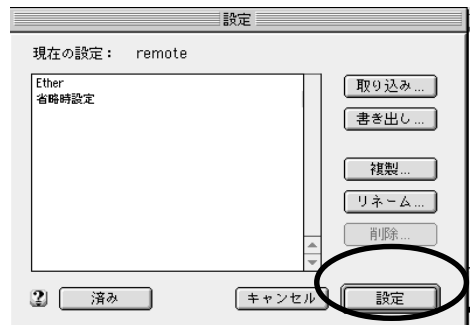 設定
現在の設定： remote
Ether
省略時設定
取り込み...
書き出し...
複製...
リネーム...
削除...
済み
キャンセル
設定